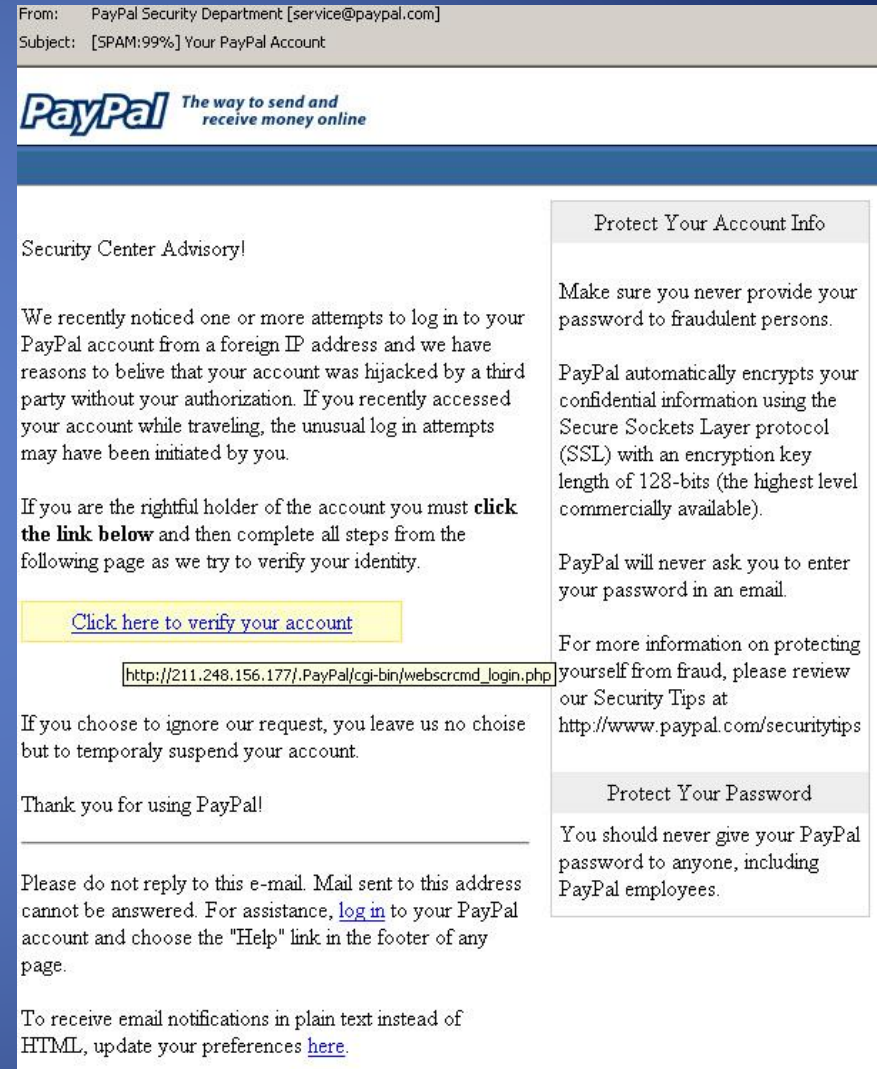 From: PayPal Security Department [service@paypal.com]
Subject: [SPAM:99%] Your PayPal Account
PayPal The way to send and
receive money online
Security Center Advisory!
We recently noticed one or more attempts to log in to your
PayPal account from a foreign IP address and we have
reasons to belive that your account was hijacked by a third
party without your authorization. If you recently accessed
your account while traveling, the unusual log in attempts
may have been initiated by you.
If you are the rightful holder of the account you must click
the link below and then complete all steps from the
following page as we try to verify your identity.
Click here to verify your account
http://211.248.156.177/.PayPal/cgi-bin/webscrcmd_login.php
If you choose to ignore our request, you leave us no choise
but to temporaly suspend your account.
Thank you for using PayPal!
Please do not reply to this e-mail. Mail sent to this address
cannot be answered. For assistance, log in to your PayPal
account and choose the "Help" link in the footer of any
page.
To receive email notifications in plain text instead of
HTML, update your preferences here.
Protect Your Account Info
Make sure you never provide your
password to fraudulent persons.
PayPal automatically encrypts your
confidential information using the
Secure Sockets Layer protocol
(SSL) with an encryption key
length of 128-bits (the highest level
commercially available).
PayPal will never ask you to enter
your password in an email.
For more information on protecting
yourself from fraud, please review
our Security Tips at
http://www.paypal.com/securitytips
Protect Your Password
You should never give your PayPal
password to anyone, including
PayPal employees.